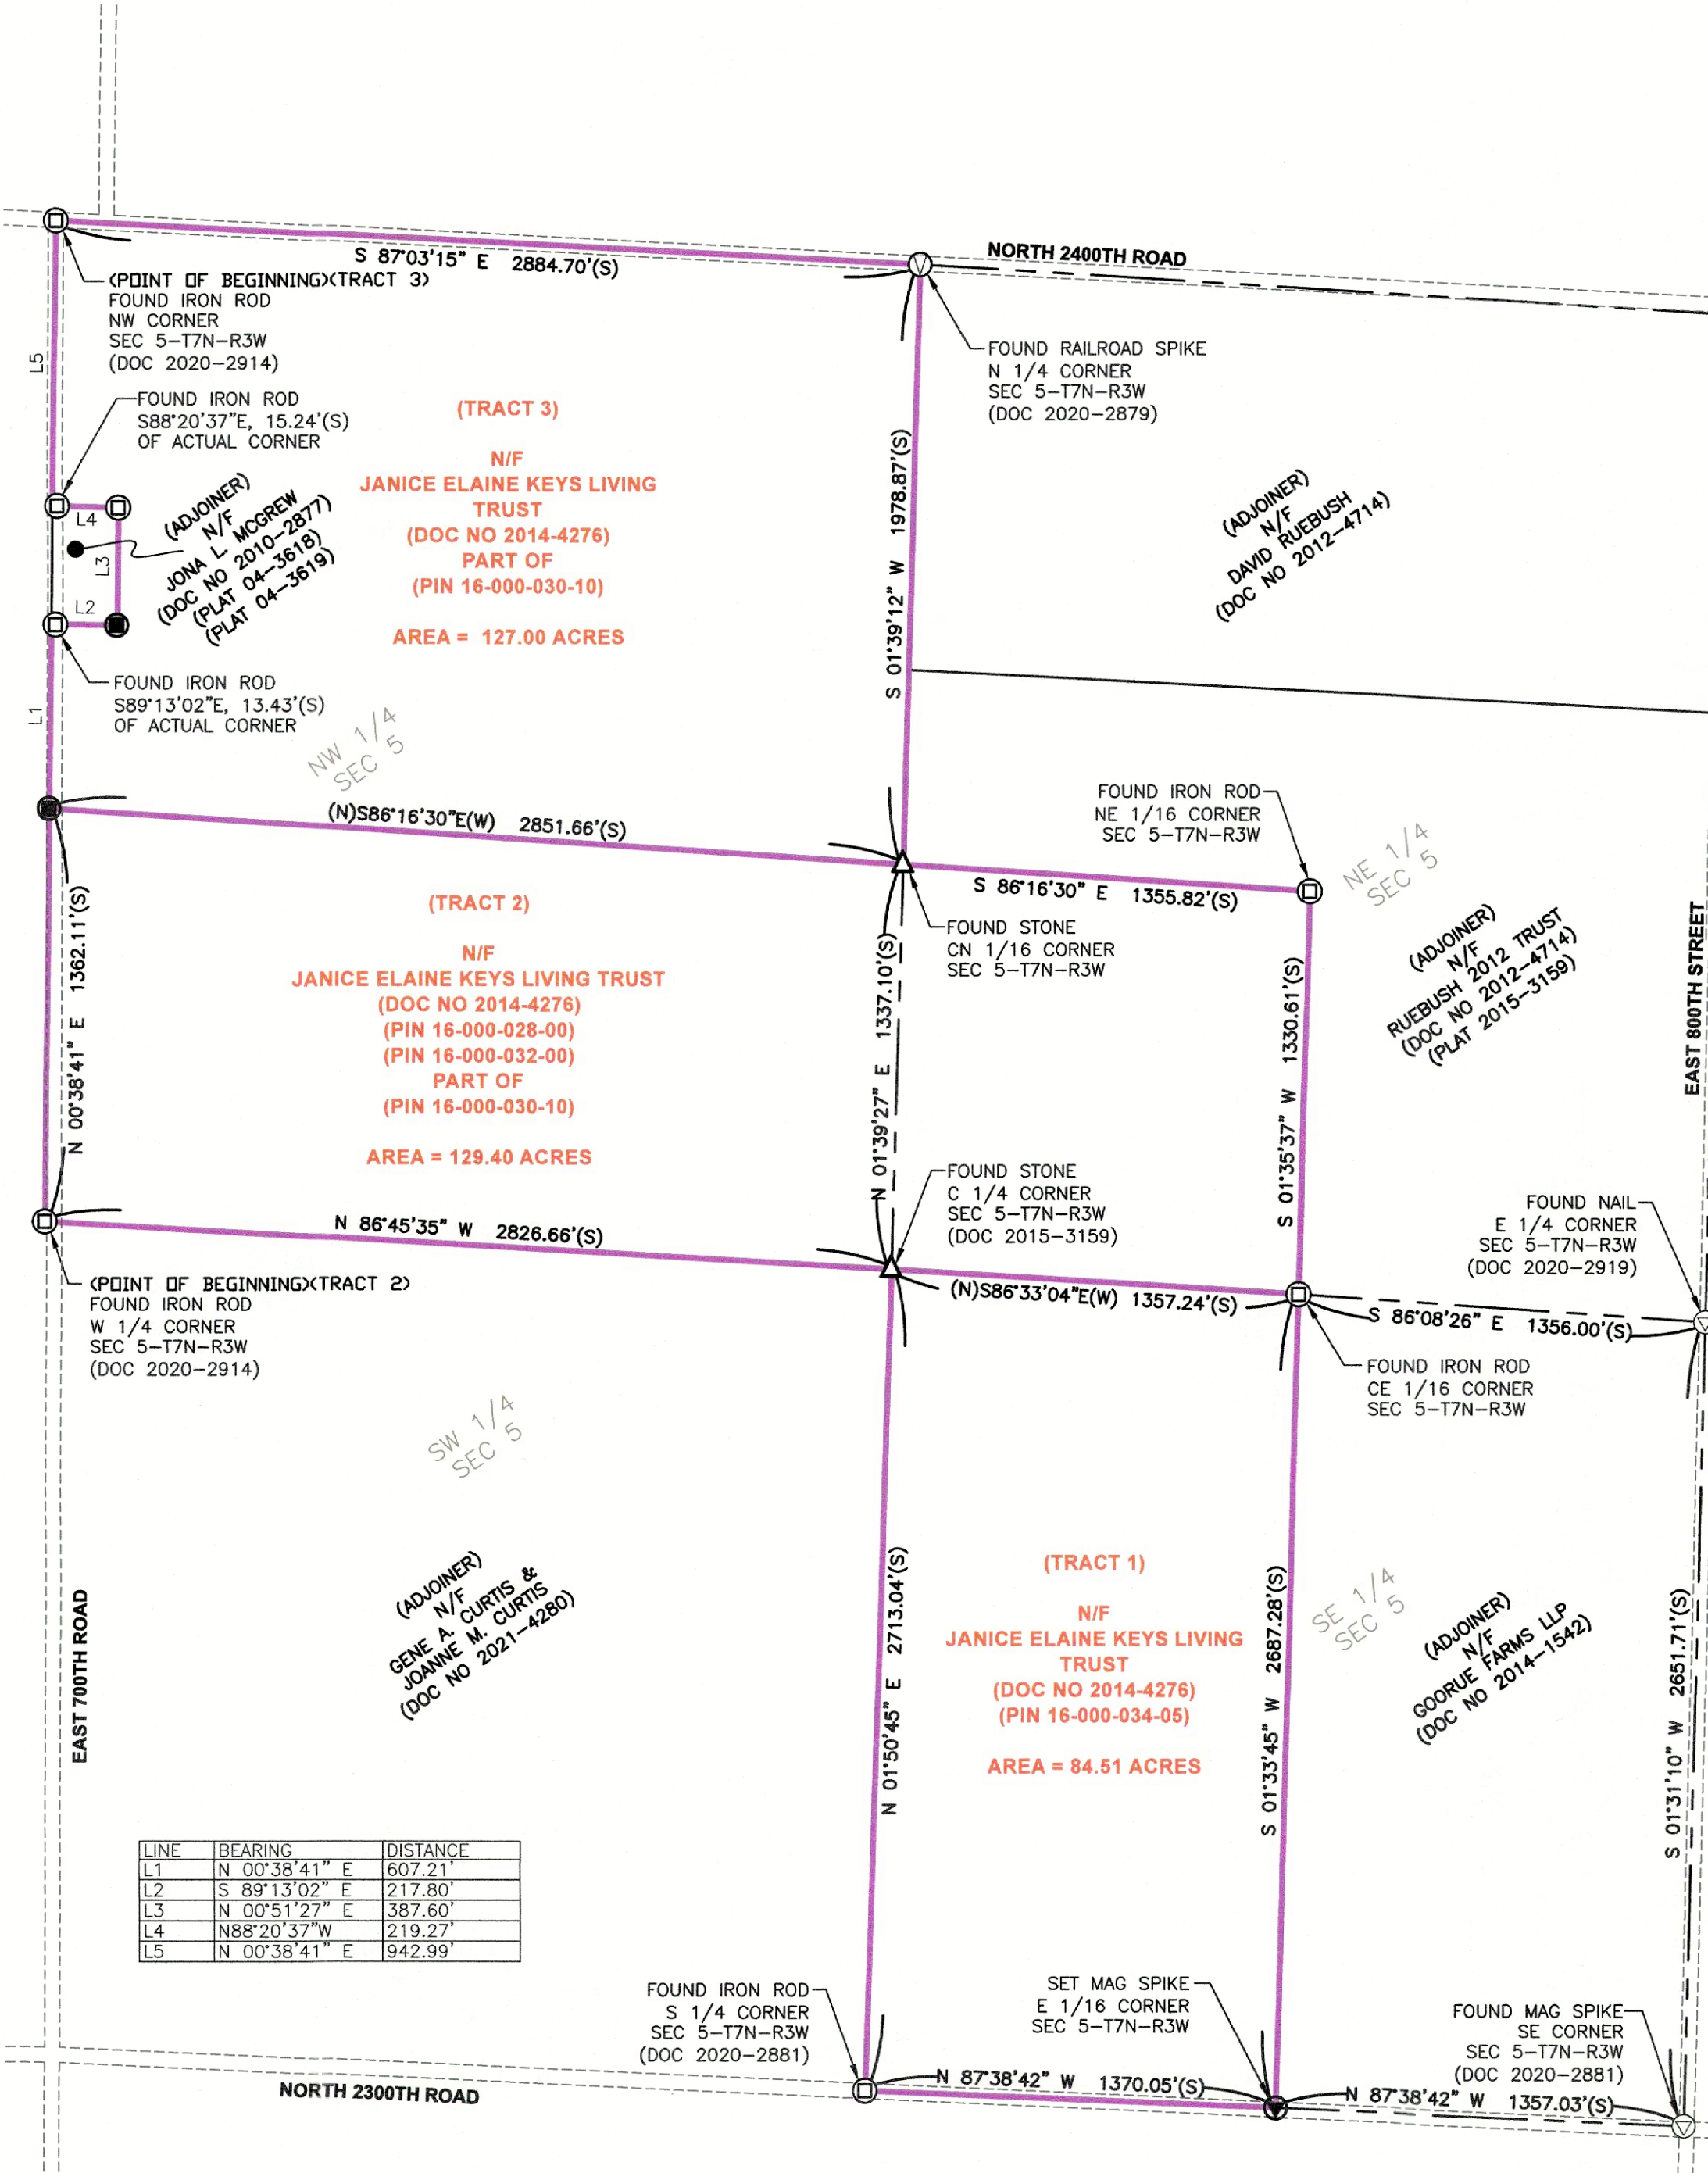 NORTH 2400TH ROAD
S 87°03'15" E 2884.70'(S)
(POINT OF BEGINNING)(TRACT 3)
FOUND IRON ROD
NW CORNER
SEC 5-T7N-R3W
(DOC 2020-2914)
L5
FOUND RAILROAD SPIKE
N 1/4 CORNER
SEC 5-T7N-R3W
(DOC 2020-2879)
FOUND IRON ROD
S88°20'37"E, 15.24'(S)
OF ACTUAL CORNER
(TRACT 3)
N/F
JANICE ELAINE KEYS LIVING
TRUST
(DOC NO 2014-4276)
PART OF
(PIN 16-000-030-10)
AREA = 127.00 ACRES
S 01°39'12" W 1978.87'(S)
(ADJOINER)
N/F
DAVID RUEBUSH
(DOC NO 2012-4714)
L4
L3
L2
(ADJOINER)
N/F
JONA L. MCGREW
(DOC NO 2010-2877)
(PLAT 04-3618)
(PLAT 04-3619)
FOUND IRON ROD
S89°13'02"E, 13.43'(S)
OF ACTUAL CORNER
L1
NW 1/4
SEC 5
(N)S86°16'30"E(W) 2851.66'(S)
FOUND IRON ROD
NE 1/16 CORNER
SEC 5-T7N-R3W
NE 1/4
SEC 5
S 86°16'30" E 1355.82'(S)
N 00°38'41" E 1362.11'(S)
(TRACT 2)
N/F
JANICE ELAINE KEYS LIVING TRUST
(DOC NO 2014-4276)
(PIN 16-000-028-00)
(PIN 16-000-032-00)
PART OF
(PIN 16-000-030-10)
AREA = 129.40 ACRES
N 01°39'27" E 1337.10'(S)
FOUND STONE
CN 1/16 CORNER
SEC 5-T7N-R3W
S 01°35'37" W 1330.61'(S)
(ADJOINER)
N/F
RUEBUSH 2012 TRUST
(DOC NO 2012-4714)
(PLAT 2015-3159)
EAST 800TH STREET
FOUND STONE
C 1/4 CORNER
SEC 5-T7N-R3W
(DOC 2015-3159)
FOUND NAIL
E 1/4 CORNER
SEC 5-T7N-R3W
(DOC 2020-2919)
N 86°45'35" W 2826.66'(S)
(N)S86°33'04"E(W) 1357.24'(S)
S 86°08'26" E 1356.00'(S)
(POINT OF BEGINNING)(TRACT 2)
FOUND IRON ROD
W 1/4 CORNER
SEC 5-T7N-R3W
(DOC 2020-2914)
FOUND IRON ROD
CE 1/16 CORNER
SEC 5-T7N-R3W
SW 1/4
SEC 5
EAST 700TH ROAD
(ADJOINER)
N/F
GENE A. CURTIS &
JOANNE M. CURTIS
(DOC NO 2021-4280)
N 01°50'45" E 2713.04'(S)
(TRACT 1)
N/F
JANICE ELAINE KEYS LIVING
TRUST
(DOC NO 2014-4276)
(PIN 16-000-034-05)
AREA = 84.51 ACRES
S 01°33'45" W 2687.28'(S)
SE 1/4
SEC 5
(ADJOINER)
N/F
GOORUE FARMS LLP
(DOC NO 2014-1542)
S 01°31'10" W 2651.71'(S)
LINE BEARING DISTANCE
L1 N 00°38'41" E 607.21'
L2 S 89°13'02" E 217.80'
L3 N 00°51'27" E 387.60'
L4 N88°20'37"W 219.27'
L5 N 00°38'41" E 942.99'
FOUND IRON ROD
S 1/4 CORNER
SEC 5-T7N-R3W
(DOC 2020-2881)
SET MAG SPIKE
E 1/16 CORNER
SEC 5-T7N-R3W
FOUND MAG SPIKE
SE CORNER
SEC 5-T7N-R3W
(DOC 2020-2881)
N 87°38'42" W 1370.05'(S)
N 87°38'42" W 1357.03'(S)
NORTH 2300TH ROAD